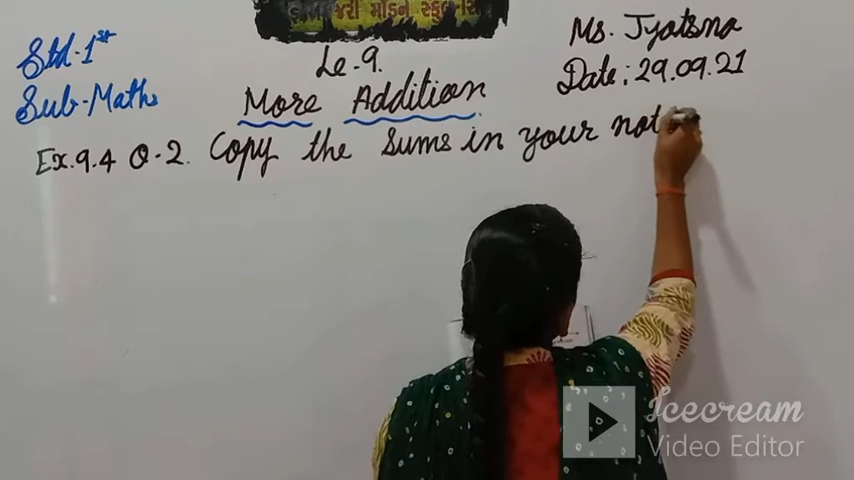 મોડર્ન સ્કૂલ
Std-1st
Ms. Jyotsna
Le-9.
Date: 29.09.21
Sub-Maths
More Addition
Ex.9.4 Q-2. Copy the sums in your not
Icecream
Video Editor